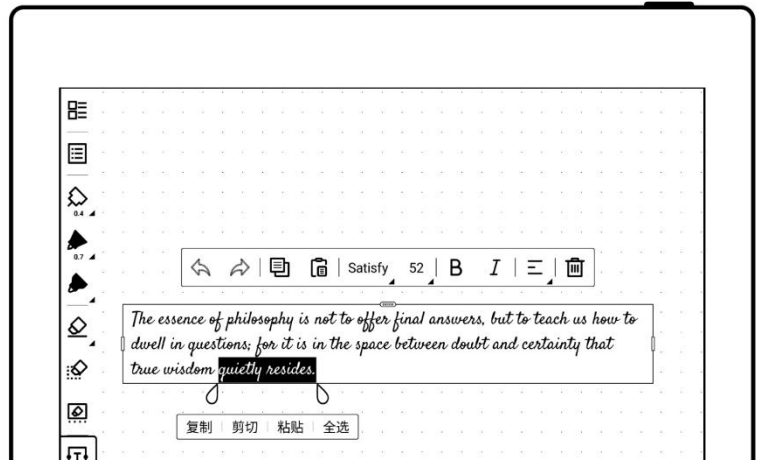 0.4
0.7
Satisfy 52 B I
The essence of philosophy is not to offer final answers, but to teach us how to
dwell in questions; for it is in the space between doubt and certainty that
true wisdom quietly resides.
复制 剪切 粘贴 全选
T